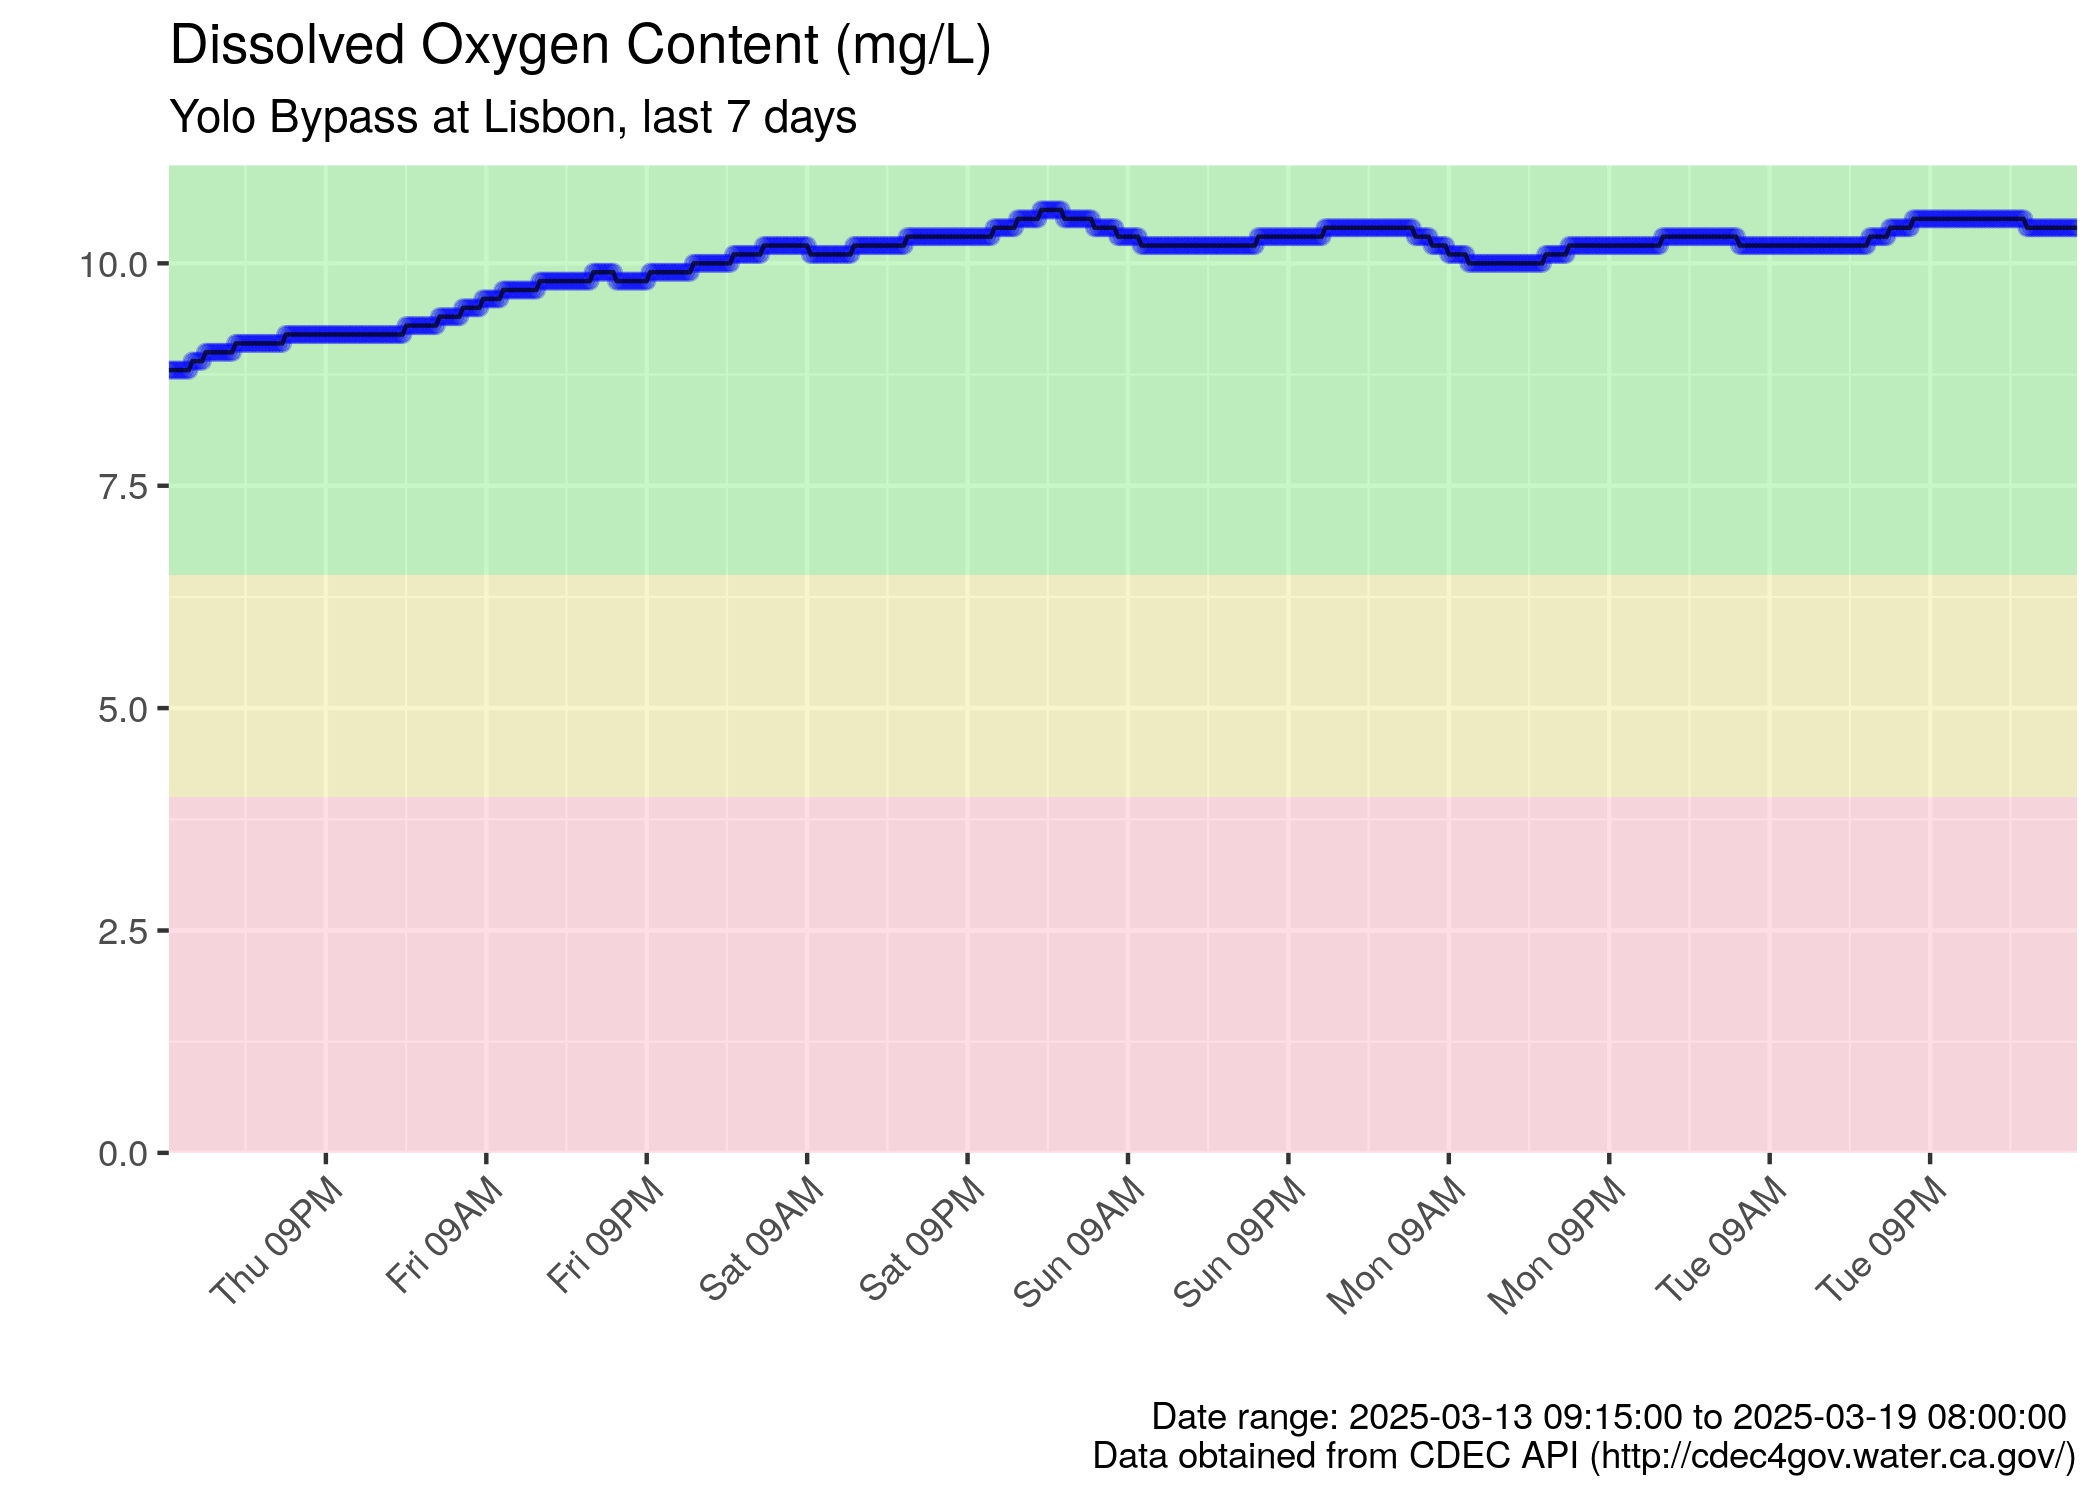 Dissolved Oxygen Content (mg/L)
Yolo Bypass at Lisbon, last 7 days
10.0
7.5
5.0
2.5
0.0
Thu 09PM
Fri 09AM
Fri 09PM
Sat 09AM
Sat 09PM
Sun 09AM
Sun 09PM
Mon 09AM
Mon 09PM
Tue 09AM
Tue 09PM
Date range: 2025-03-13 09:15:00 to 2025-03-19 08:00:00
Data obtained from CDEC API (http://cdec4gov.water.ca.gov/)